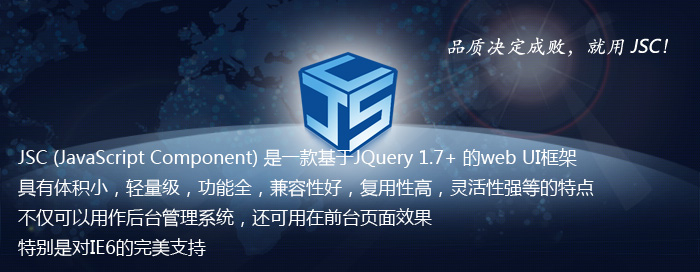 品质决定成败，就用 JSC!
JSC
JSC (JavaScript Component) 是一款基于JQuery 1.7+ 的web UI框架
具有体积小，轻量级，功能全，兼容性好，复用性高，灵活性强等的特点
不仅可以用作后台管理系统，还可用在前台页面效果
特别是对IE6的完美支持